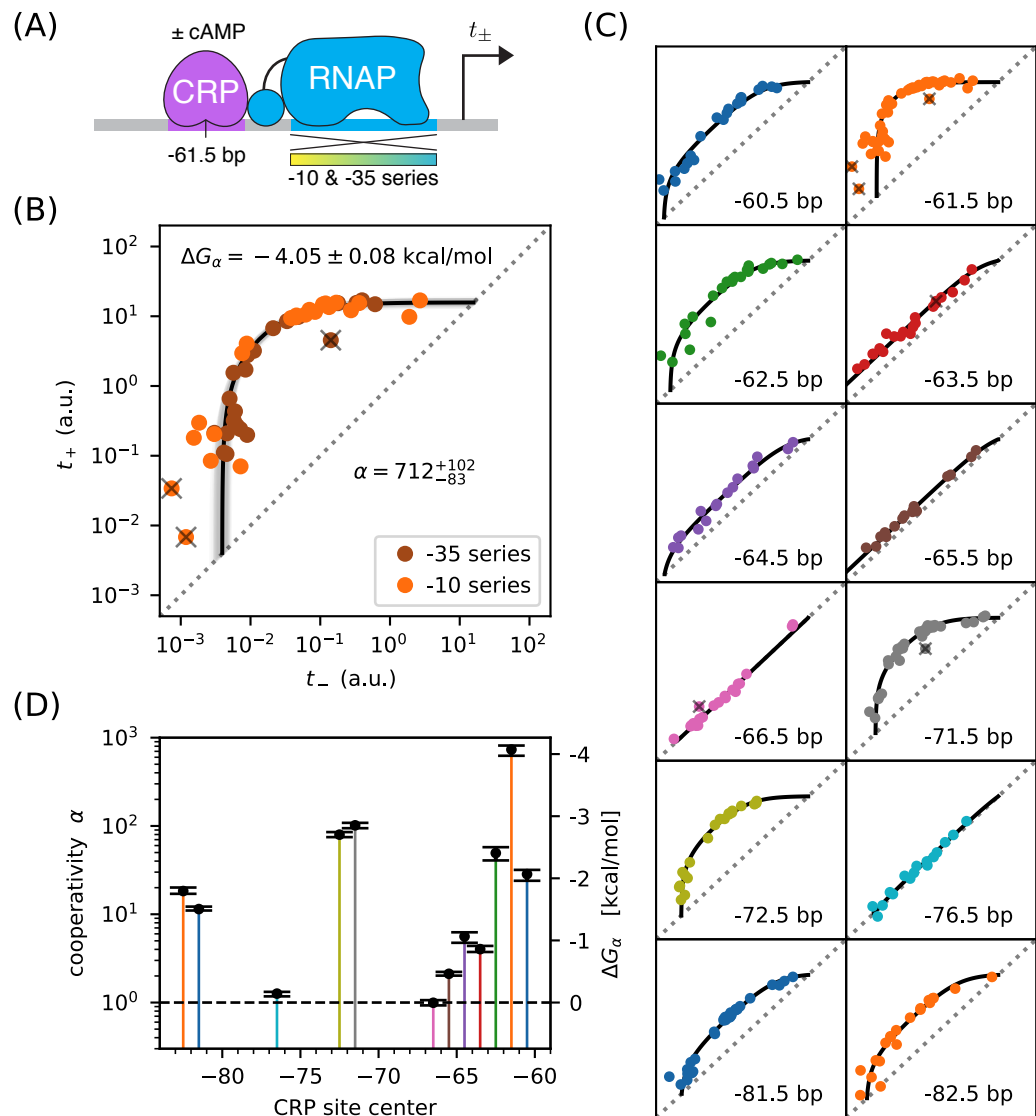 (A)
± cAMP
t±
CRP
RNAP
-61.5 bp
-10 & -35 series
(B)
ΔGα = − 4.05 ± 0.08 kcal/mol
10²
10¹
10⁰
10⁻¹
10⁻²
10⁻³
t₊ (a.u.)
α = 712 +102 −83
-35 series
-10 series
10⁻³ 10⁻² 10⁻¹ 10⁰ 10¹ 10²
t₋ (a.u.)
(C)
-60.5 bp
-61.5 bp
-62.5 bp
-63.5 bp
-64.5 bp
-65.5 bp
-66.5 bp
-71.5 bp
-72.5 bp
-76.5 bp
-81.5 bp
-82.5 bp
(D)
10³
10²
10¹
10⁰
cooperativity α
-4
-3
-2
-1
0
ΔGα [kcal/mol]
−80 −75 −70 −65 −60
CRP site center